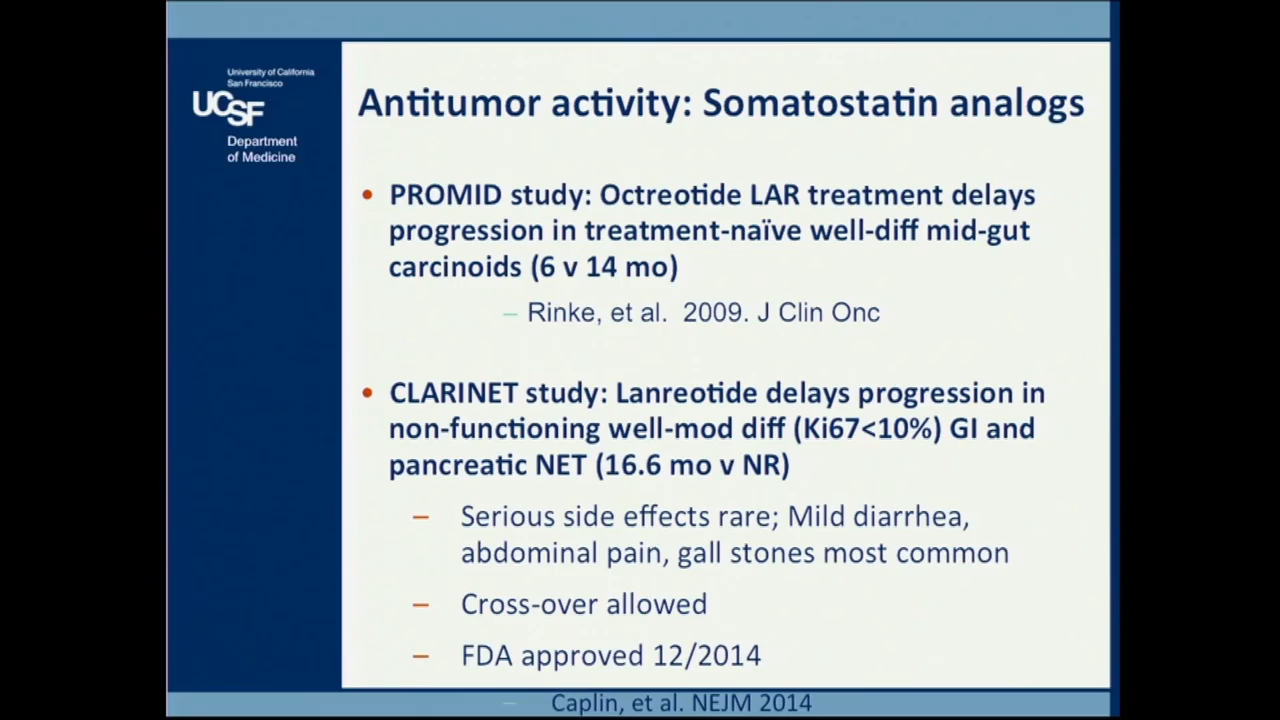 University of California
San Francisco
UCSF
Department
of Medicine
Antitumor activity: Somatostatin analogs
• PROMID study: Octreotide LAR treatment delays
progression in treatment-naïve well-diff mid-gut
carcinoids (6 v 14 mo)
– Rinke, et al. 2009. J Clin Onc
• CLARINET study: Lanreotide delays progression in
non-functioning well-mod diff (Ki67<10%) GI and
pancreatic NET (16.6 mo v NR)
– Serious side effects rare; Mild diarrhea,
abdominal pain, gall stones most common
– Cross-over allowed
– FDA approved 12/2014
– Caplin, et al. NEJM 2014